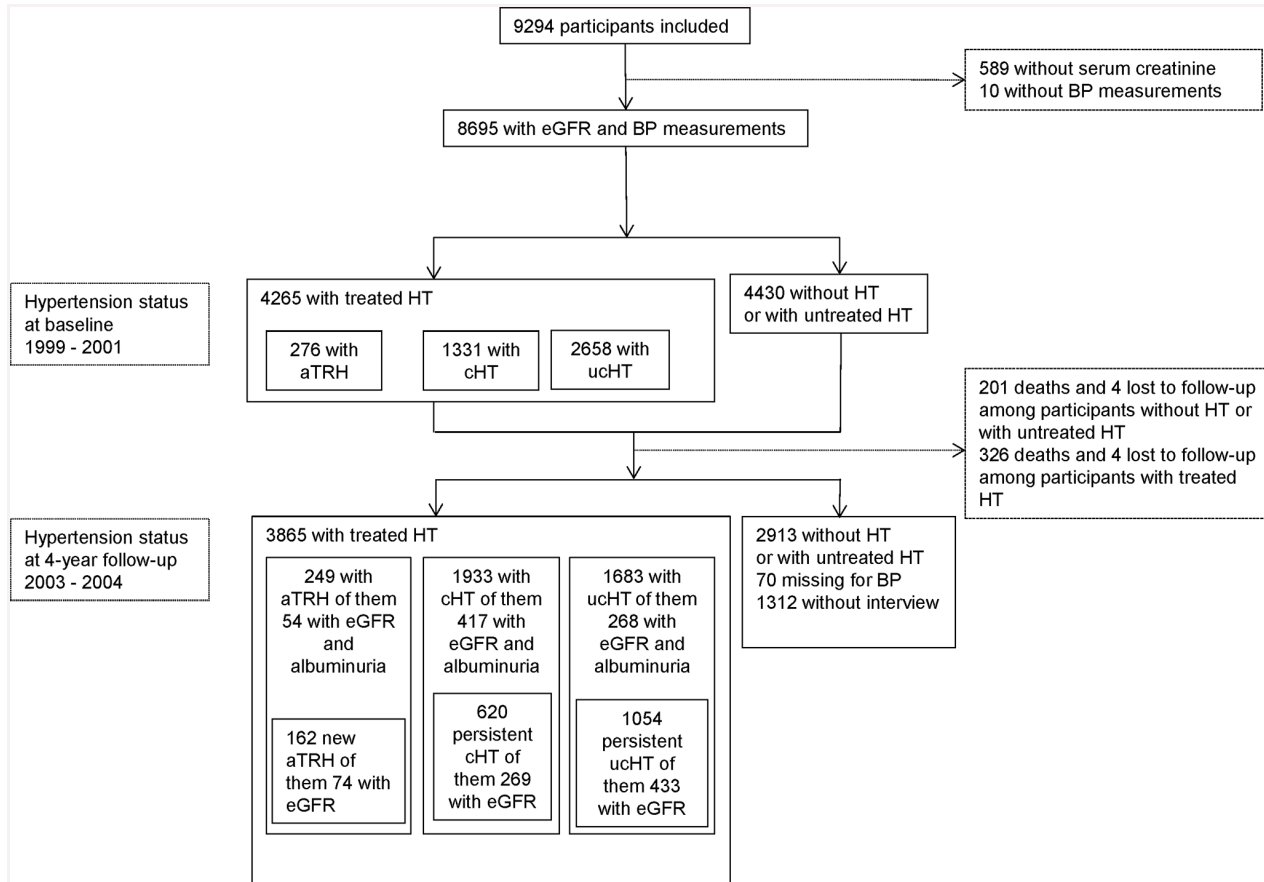 9294 participants included
589 without serum creatinine
10 without BP measurements
8695 with eGFR and BP measurements
Hypertension status
at baseline
1999 - 2001
4265 with treated HT
276 with
aTRH
1331 with
cHT
2658 with
ucHT
4430 without HT
or with untreated HT
201 deaths and 4 lost to follow-up
among participants without HT or
with untreated HT
326 deaths and 4 lost to follow-up
among participants with treated
HT
Hypertension status
at 4-year follow-up
2003 - 2004
3865 with treated HT
249 with
aTRH of them
54 with eGFR
and
albuminuria
162 new
aTRH of
them 74 with
eGFR
1933 with
cHT of them
417 with
eGFR and
albuminuria
620
persistent
cHT of
them 269
with eGFR
1683 with
ucHT of them
268 with
eGFR and
albuminuria
1054
persistent
ucHT of
them 433
with eGFR
2913 without HT
or with untreated HT
70 missing for BP
1312 without interview